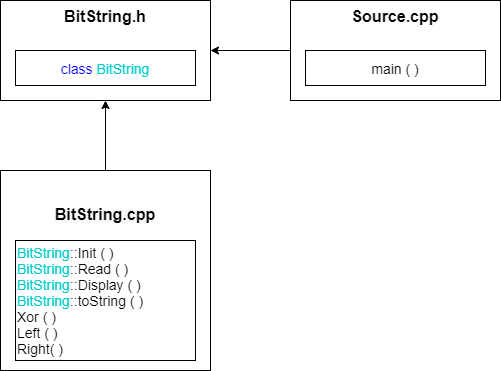 BitString.h
class BitString
Source.cpp
main ( )
BitString.cpp
BitString::Init ( )
BitString::Read ( )
BitString::Display ( )
BitString::toString ( )
Xor ( )
Left ( )
Right( )